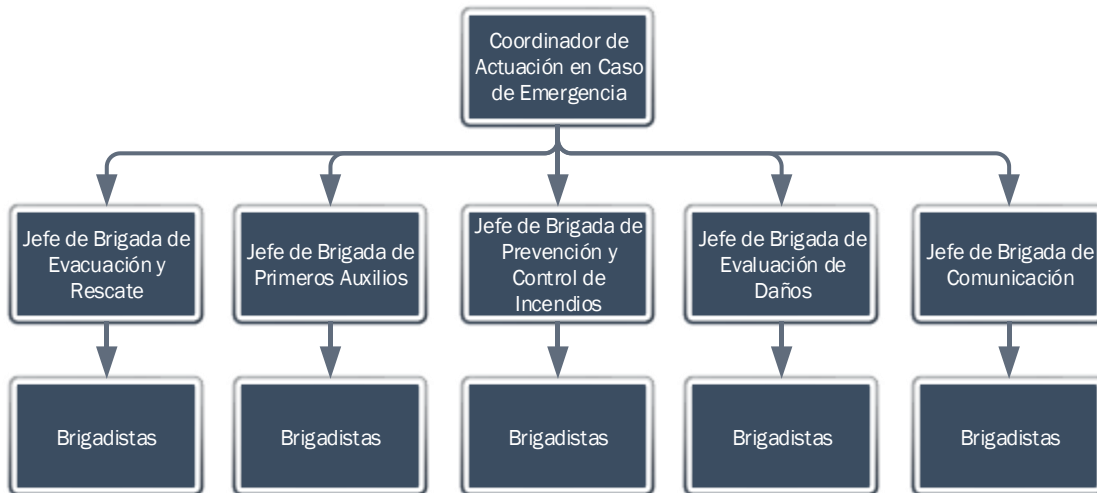 Coordinador de
Actuación en Caso
de Emergencia
Jefe de Brigada de
Evacuación y
Rescate
Jefe de Brigada de
Primeros Auxilios
Jefe de Brigada de
Prevención y
Control de
Incendios
Jefe de Brigada de
Evaluación de
Daños
Jefe de Brigada de
Comunicación
Brigadistas
Brigadistas
Brigadistas
Brigadistas
Brigadistas